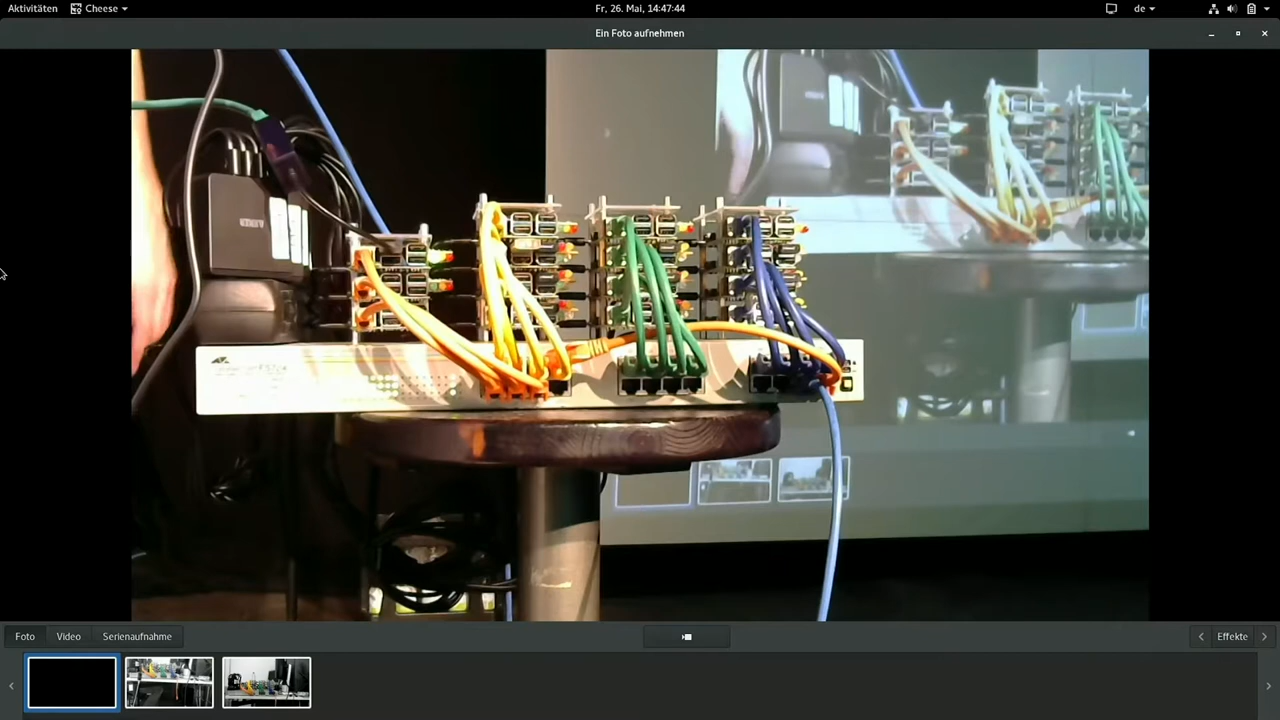 Aktivitäten
Cheese
Fr, 26. Mai, 14:47:44
de
Ein Foto aufnehmen
Foto
Video
Serienaufnahme
Effekte